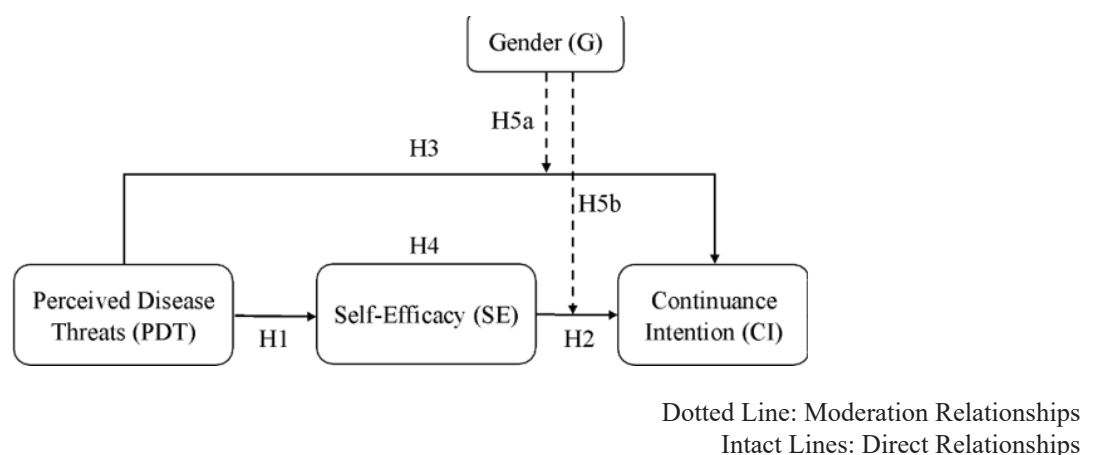 Gender (G)
H5a
H3
H5b
H4
Perceived Disease
Threats (PDT)
H1
Self-Efficacy (SE)
H2
Continuance
Intention (CI)
Dotted Line: Moderation Relationships
Intact Lines: Direct Relationships